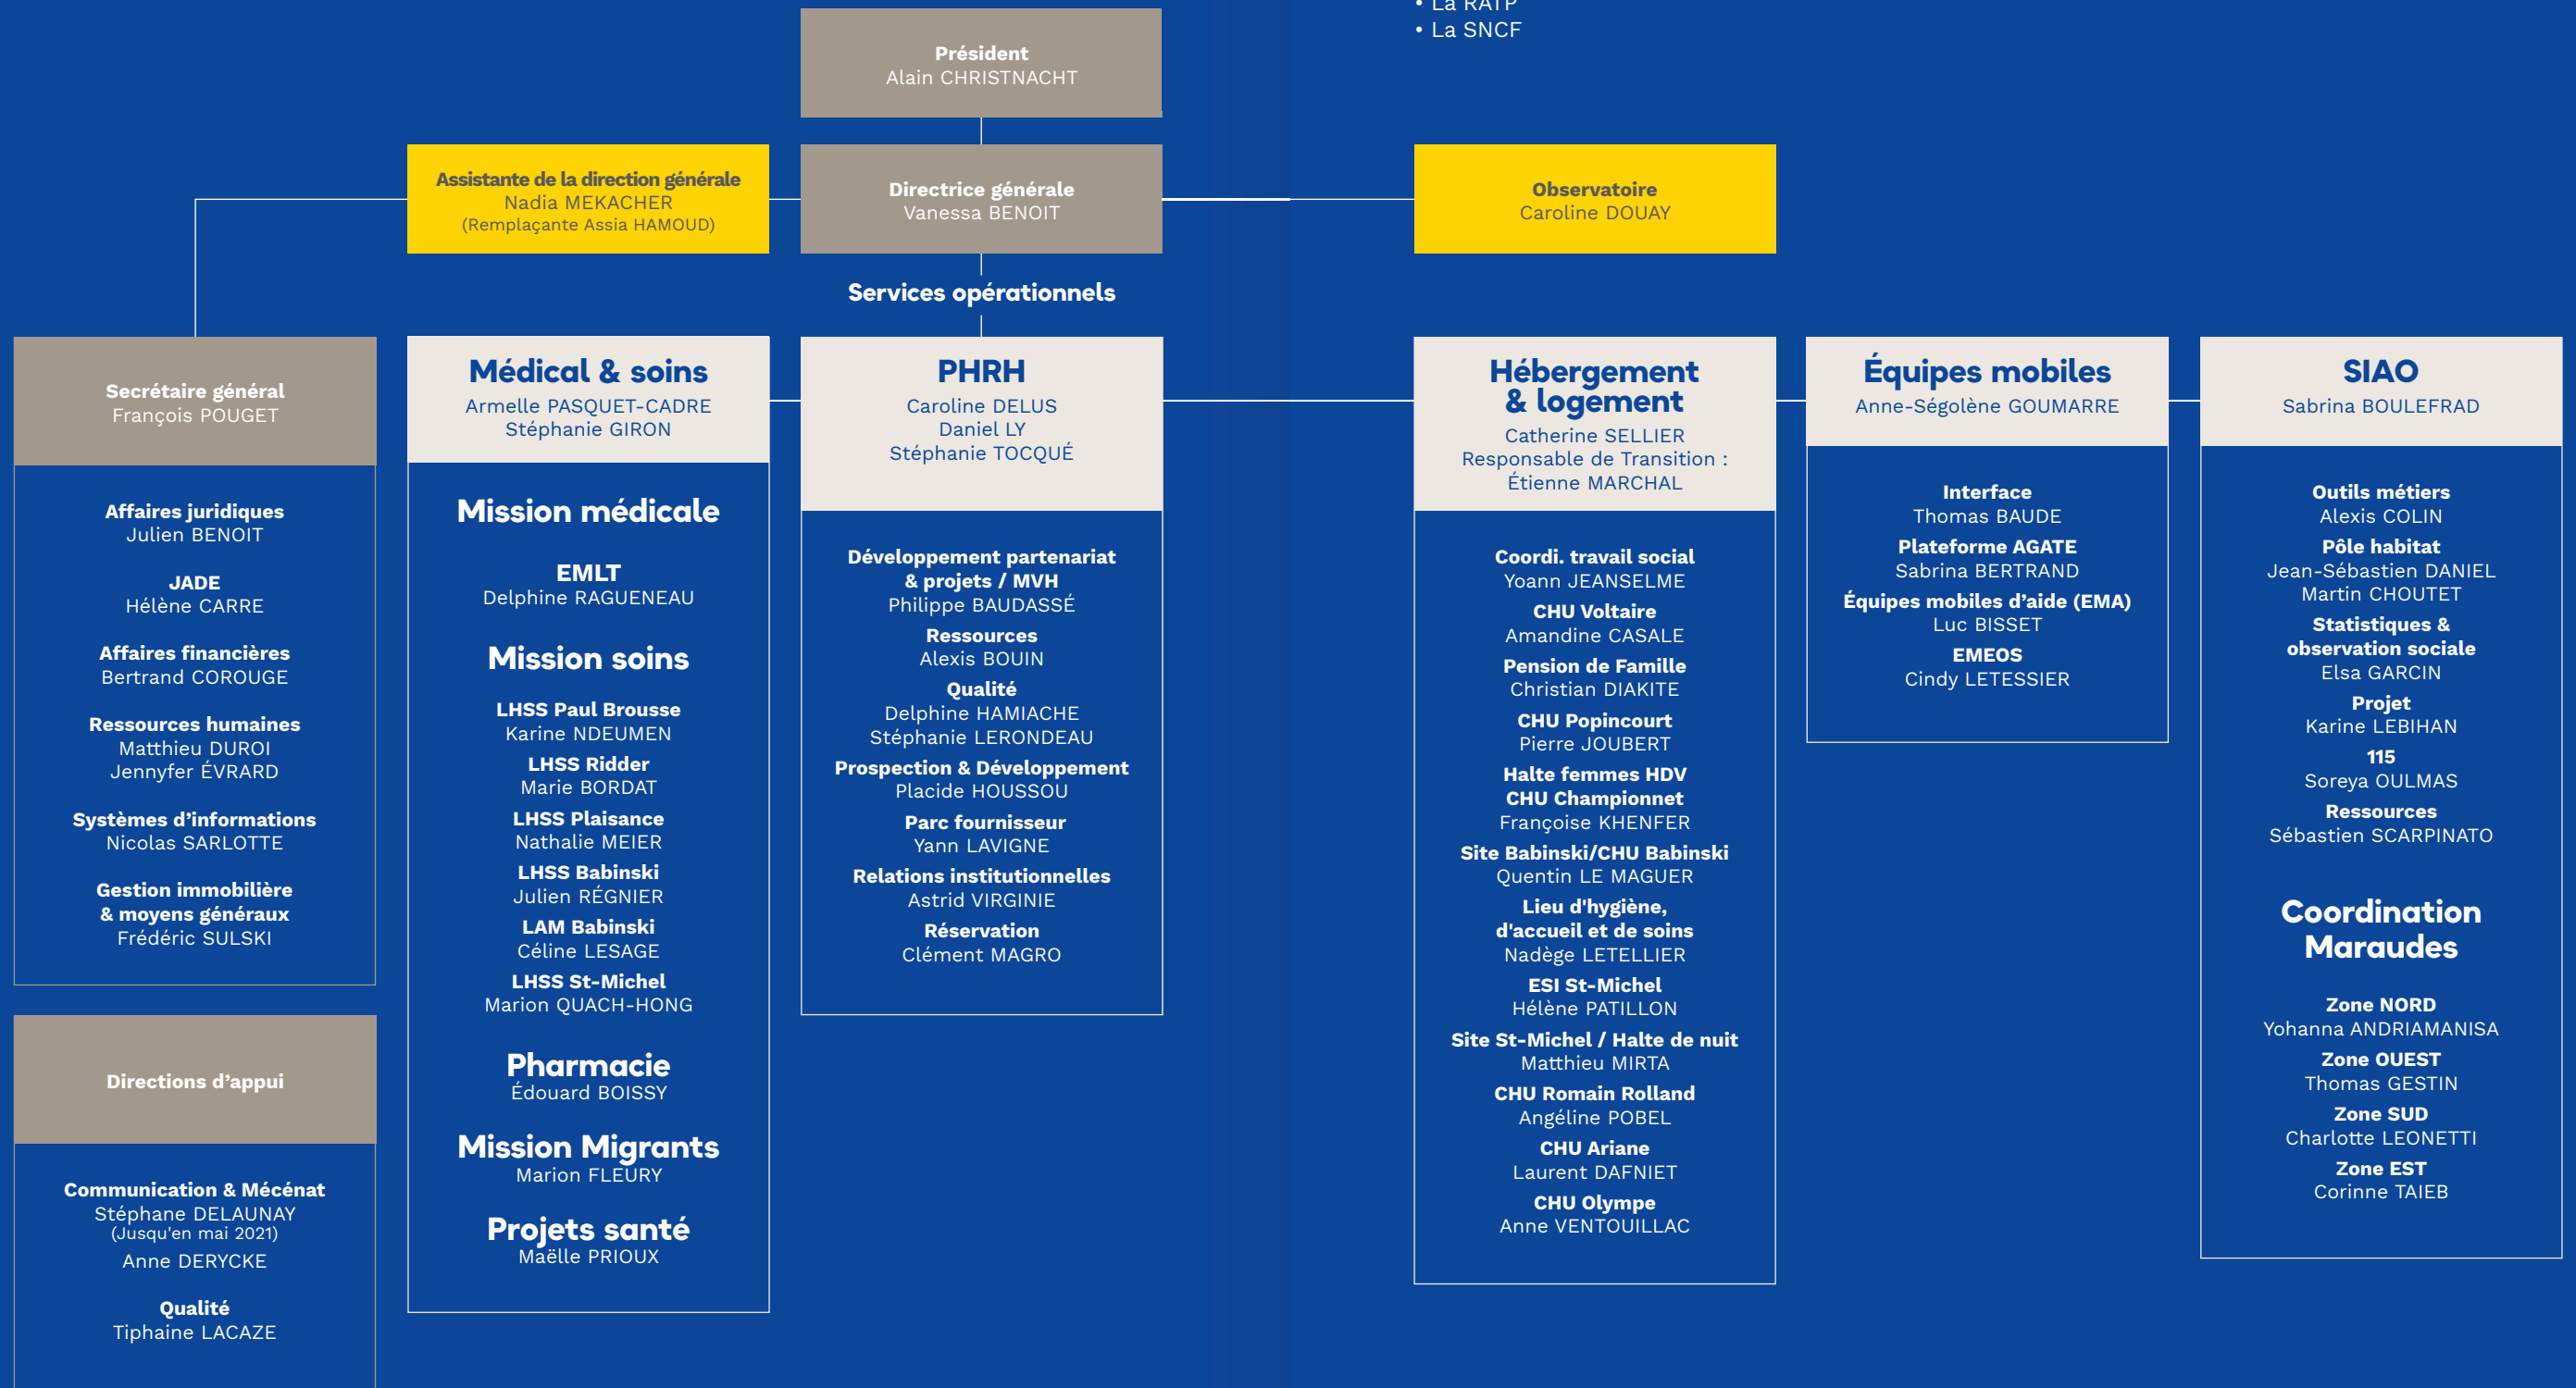 • La RATP
• La SNCF
Président
Alain CHRISTNACHT
Assistante de la direction générale
Nadia MEKACHER
(Remplaçante Assia HAMOUD)
Directrice générale
Vanessa BENOIT
Observatoire
Caroline DOUAY
Services opérationnels
Secrétaire général
François POUGET
Affaires juridiques
Julien BENOIT
JADE
Hélène CARRE
Affaires financières
Bertrand COROUGE
Ressources humaines
Matthieu DUROI
Jennyfer ÉVRARD
Systèmes d’informations
Nicolas SARLOTTE
Gestion immobilière
& moyens généraux
Frédéric SULSKI
Directions d’appui
Communication & Mécénat
Stéphane DELAUNAY
(Jusqu'en mai 2021)
Anne DERYCKE
Qualité
Tiphaine LACAZE
Médical & soins
Armelle PASQUET-CADRE
Stéphanie GIRON
Mission médicale
EMLT
Delphine RAGUENEAU
Mission soins
LHSS Paul Brousse
Karine NDEUMEN
LHSS Ridder
Marie BORDAT
LHSS Plaisance
Nathalie MEIER
LHSS Babinski
Julien RÉGNIER
LAM Babinski
Céline LESAGE
LHSS St-Michel
Marion QUACH-HONG
Pharmacie
Édouard BOISSY
Mission Migrants
Marion FLEURY
Projets santé
Maëlle PRIOUX
PHRH
Caroline DELUS
Daniel LY
Stéphanie TOCQUÉ
Développement partenariat
& projets / MVH
Philippe BAUDASSÉ
Ressources
Alexis BOUIN
Qualité
Delphine HAMIACHE
Stéphanie LERONDEAU
Prospection & Développement
Placide HOUSSOU
Parc fournisseur
Yann LAVIGNE
Relations institutionnelles
Astrid VIRGINIE
Réservation
Clément MAGRO
Hébergement
& logement
Catherine SELLIER
Responsable de Transition :
Étienne MARCHAL
Coordi. travail social
Yoann JEANSELME
CHU Voltaire
Amandine CASALE
Pension de Famille
Christian DIAKITE
CHU Popincourt
Pierre JOUBERT
Halte femmes HDV
CHU Championnet
Françoise KHENFER
Site Babinski/CHU Babinski
Quentin LE MAGUER
Lieu d'hygiène,
d'accueil et de soins
Nadège LETELLIER
ESI St-Michel
Hélène PATILLON
Site St-Michel / Halte de nuit
Matthieu MIRTA
CHU Romain Rolland
Angéline POBEL
CHU Ariane
Laurent DAFNIET
CHU Olympe
Anne VENTOUILLAC
Équipes mobiles
Anne-Ségolène GOUMARRE
Interface
Thomas BAUDE
Plateforme AGATE
Sabrina BERTRAND
Équipes mobiles d’aide (EMA)
Luc BISSET
EMEOS
Cindy LETESSIER
SIAO
Sabrina BOULEFRAD
Outils métiers
Alexis COLIN
Pôle habitat
Jean-Sébastien DANIEL
Martin CHOUTET
Statistiques &
observation sociale
Elsa GARCIN
Projet
Karine LEBIHAN
115
Soreya OULMAS
Ressources
Sébastien SCARPINATO
Coordination
Maraudes
Zone NORD
Yohanna ANDRIAMANISA
Zone OUEST
Thomas GESTIN
Zone SUD
Charlotte LEONETTI
Zone EST
Corinne TAIEB